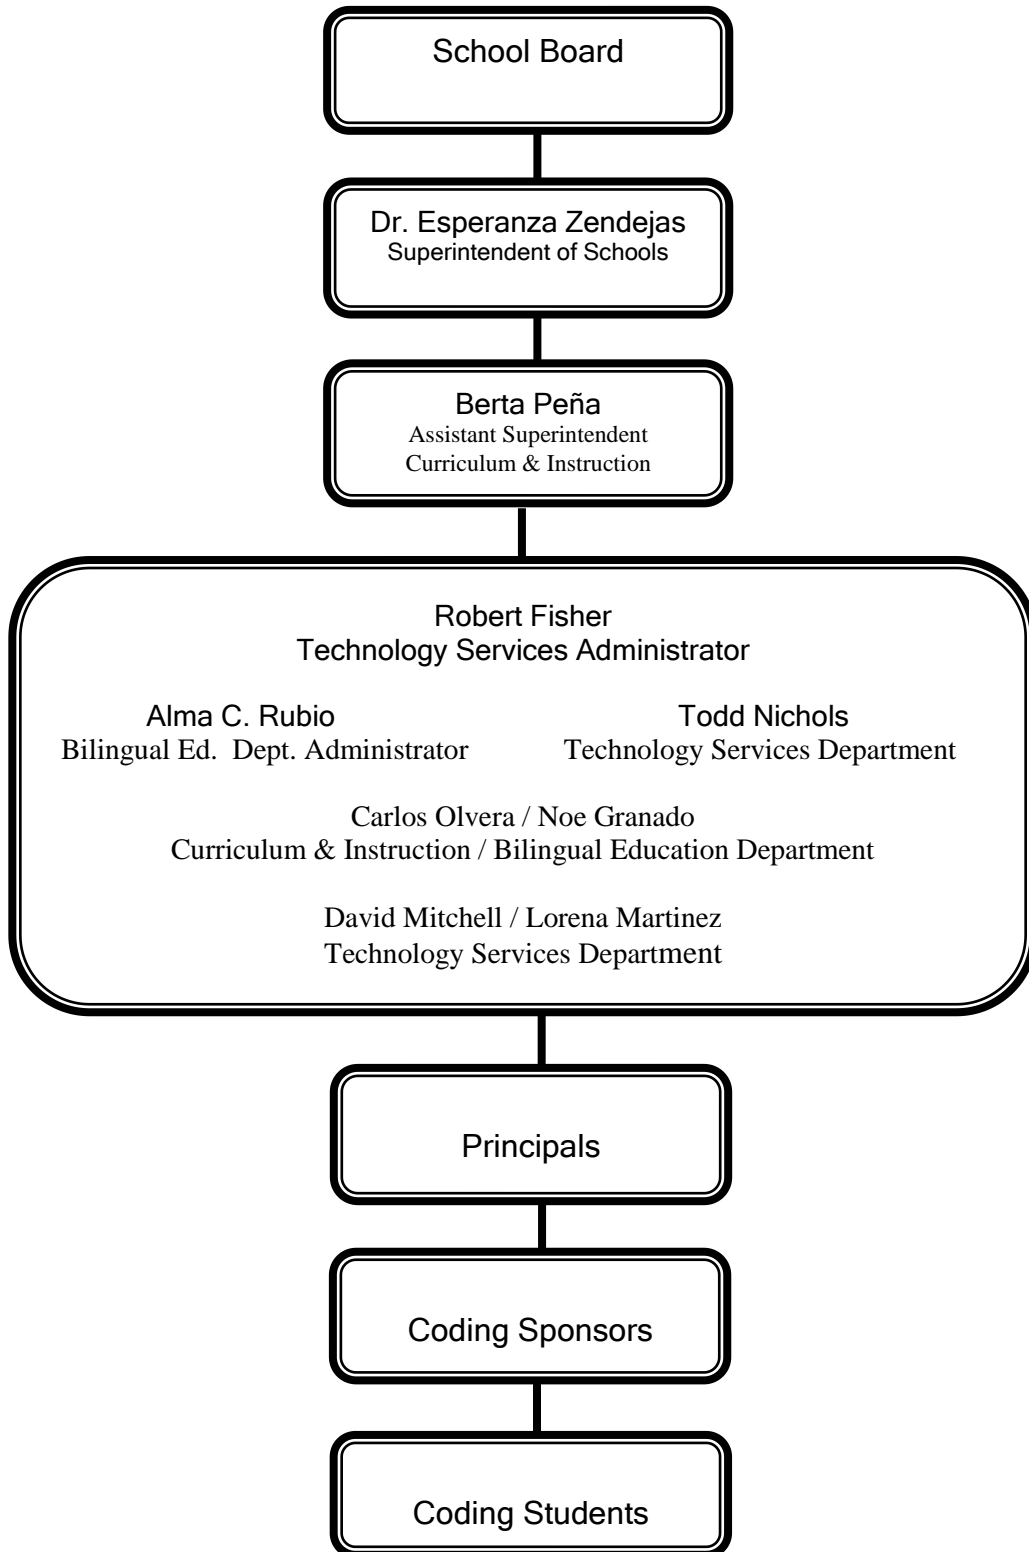 School Board
Dr. Esperanza Zendejas
Superintendent of Schools
Berta Peña
Assistant Superintendent
Curriculum & Instruction
Robert Fisher
Technology Services Administrator
Alma C. Rubio
Bilingual Ed. Dept. Administrator
Todd Nichols
Technology Services Department
Carlos Olvera / Noe Granado
Curriculum & Instruction / Bilingual Education Department
David Mitchell / Lorena Martinez
Technology Services Department
Principals
Coding Sponsors
Coding Students